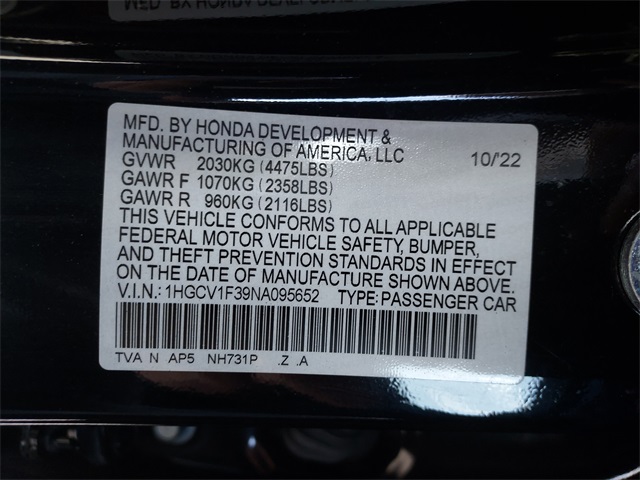 MFD. BY HONDA DEVELOPMENT &
MANUFACTURING OF AMERICA, LLC 10/22
GVWR 2030KG (4475LBS)
GAWR F 1070KG (2358LBS)
GAWR R 960KG (2116LBS)
THIS VEHICLE CONFORMS TO ALL APPLICABLE
FEDERAL MOTOR VEHICLE SAFETY, BUMPER,
AND THEFT PREVENTION STANDARDS IN EFFECT
ON THE DATE OF MANUFACTURE SHOWN ABOVE.
V.I.N.: 1HGCV1F39NA095652 TYPE: PASSENGER CAR
TVA N AP5 NH731P .Z .A